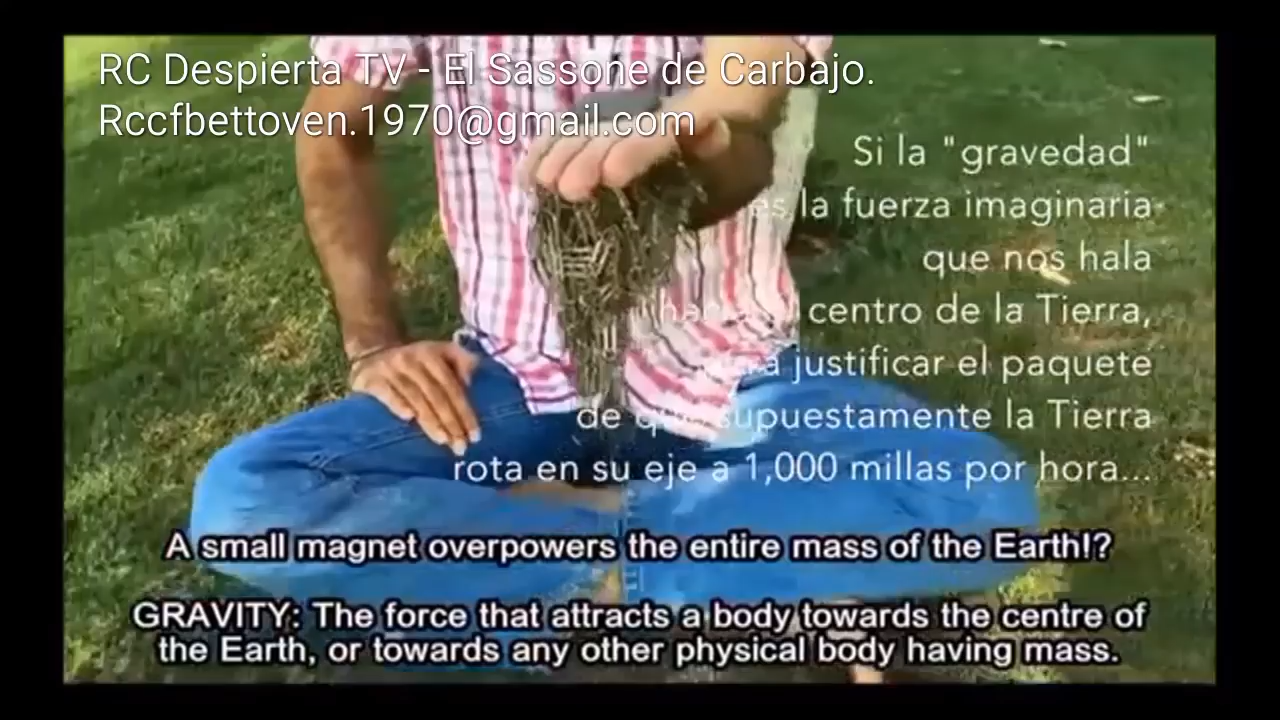 RC Despierta TV - El Sassone de Carbajo.
Rccfbettoven.1970@gmail.com
Si la "gravedad"
es la fuerza imaginaria
que nos hala
centro de la Tierra,
justificar el paquete
de que supuestamente la Tierra
rota en su eje a 1,000 millas por hora...
A small magnet overpowers the entire mass of the Earth!?
GRAVITY: The force that attracts a body towards the centre of
the Earth, or towards any other physical body having mass.